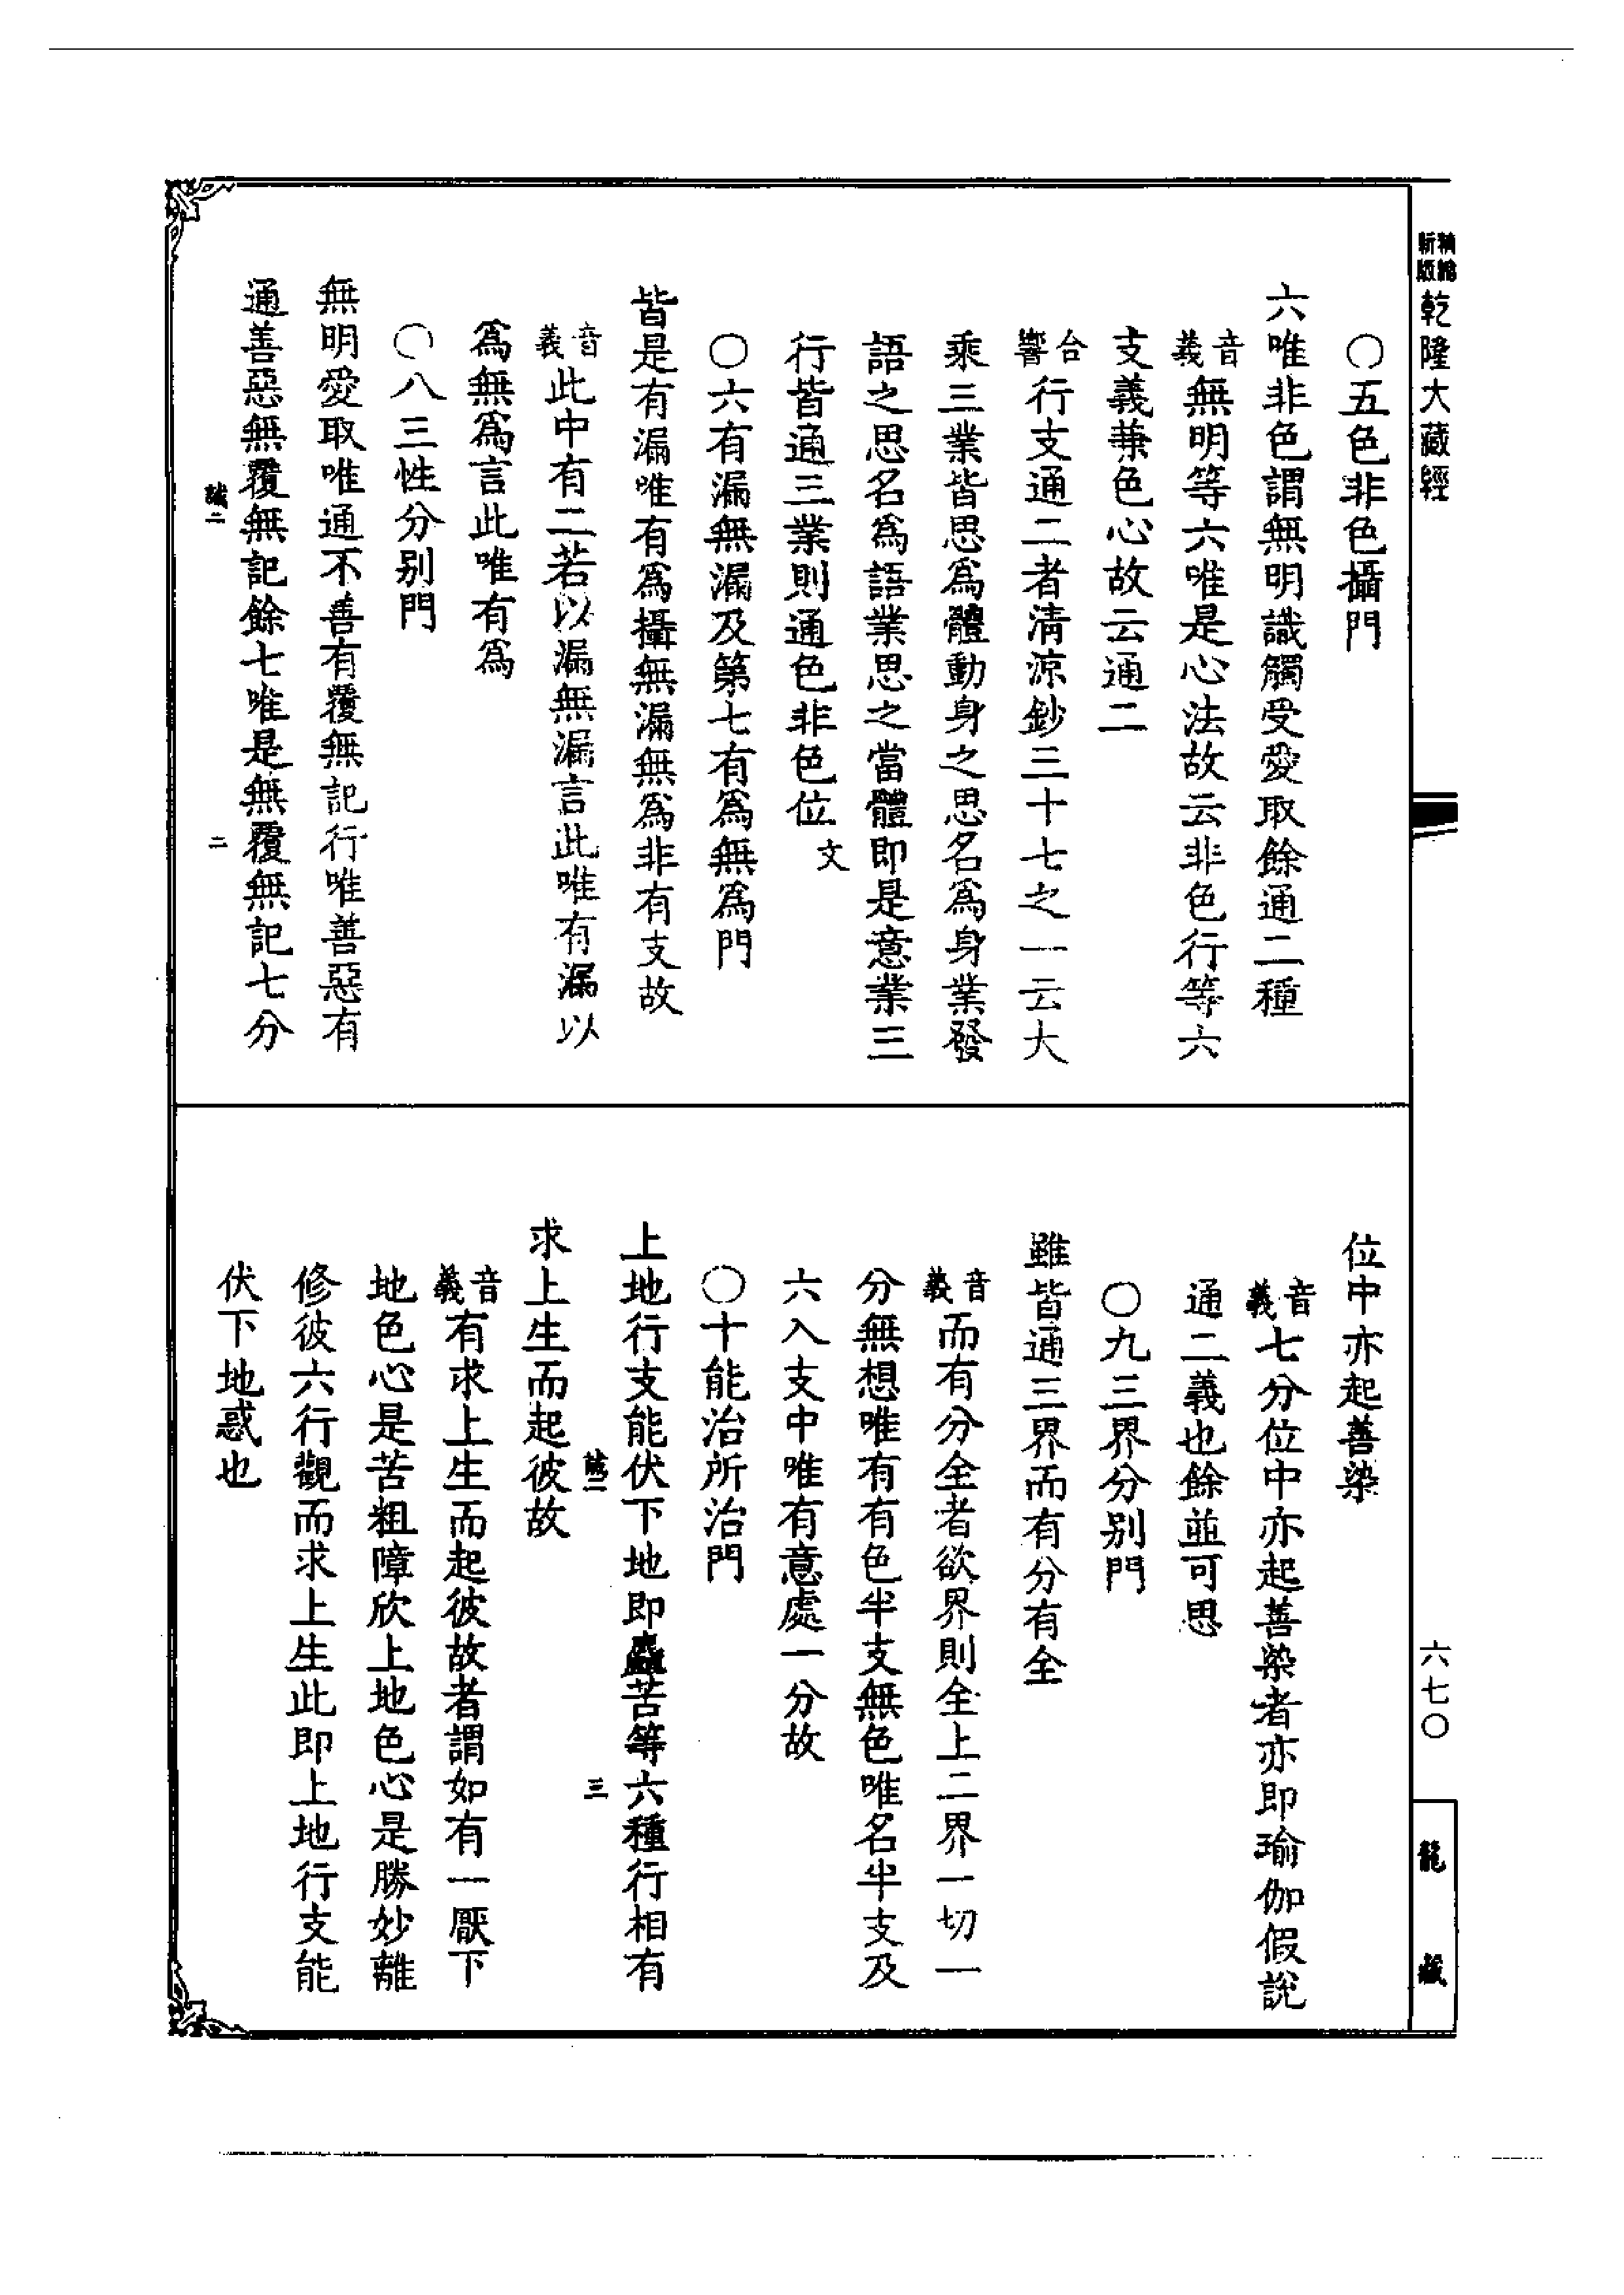 精縮新版乾隆大藏經
〇五色非色攝門
六唯非色謂無明識觸受愛取餘通二種
音義無明等六唯是心法故云非色行等六
支義兼色心故云通二
合響行支通二者清涼鈔三十七之一云大
乘三業皆思為體動身之思名為身業發
語之思名為語業思之當體即是意業三
行皆通三業則通色非色位文
〇六有漏無漏及第七有為無為門
皆是有漏唯有為攝無漏無為非有支故
音義此中有二若以漏無漏言此唯有漏以
為無為言此唯有為
〇八三性分別門
無明愛取唯通不善有覆無記行唯善惡有
通善惡無覆無記餘七唯是無覆無記七分
二
位中亦起善染
音義七分位中亦起善染者亦即瑜伽假說
通二義也餘並可思
〇九三界分別門
雖皆通三界而有分有全
音義而有分全者欲界則全上二界一切一
分無想唯有有色半支無色唯名半支及
六入支中唯有意處一分故
〇十能治所治門
上地行支能伏下地即麤苦等六種行相有
三
求上生而起彼故
音義有求上生而起彼故者謂如有一厭下
地色心是苦粗障欣上地色心是勝妙離
修彼六行觀而求上生此即上地行支能
伏下地惑也
六七〇
龍藏